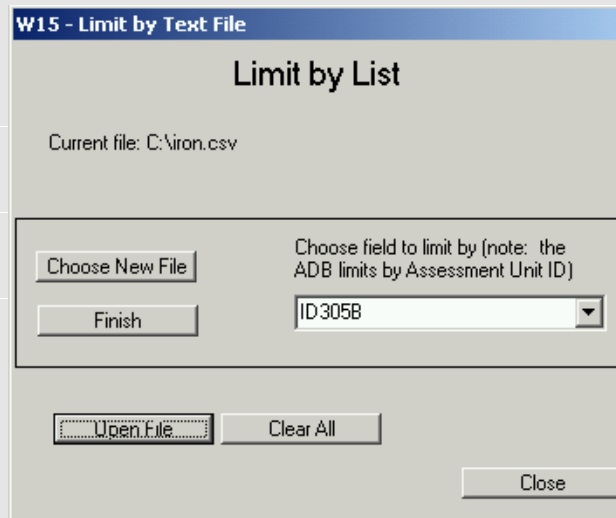 W15 - Limit by Text File
Limit by List
Current file: C:\iron.csv
Choose New File
Finish
Choose field to limit by (note: the
ADB limits by Assessment Unit ID)
ID305B
Open File
Clear All
Close